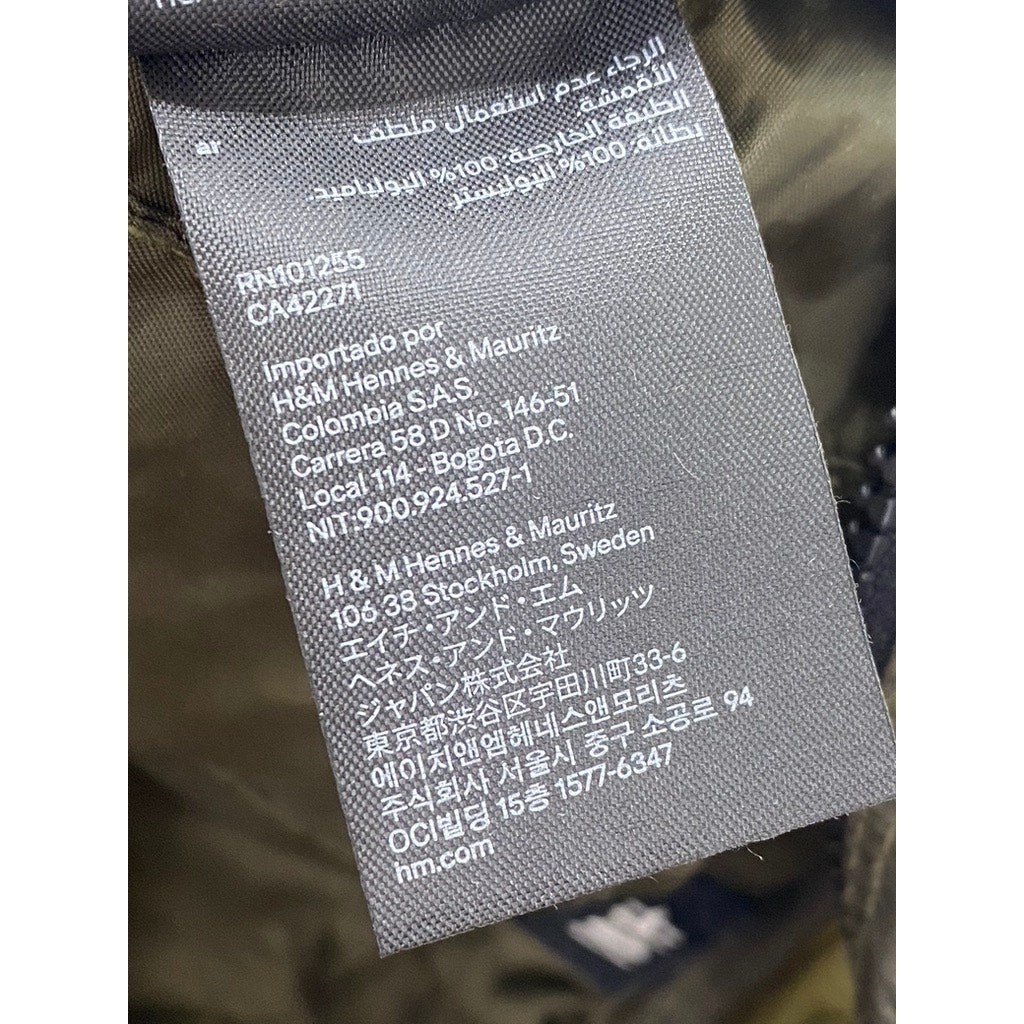 ar
الرجاء عدم استعمال ملطف
الأقمشة
الطبقة الخارجية: 100% البولياميد.
بطانة: 100% البوليستر
RN101255
CA42271
Importado por
H&M Hennes & Mauritz
Colombia S.A.S.
Carrera 58 D No. 146-51
Local 114 - Bogota D.C.
NIT:900.924.527-1
H & M Hennes & Mauritz
106 38 Stockholm, Sweden
エイチ・アンド・エム
ヘネス・アンド・マウリッツ
ジャパン株式会社
東京都渋谷区宇田川町33-6
에이치앤엠헤네스앤모리츠
주식회사 서울시 중구 소공로 94
OCI빌딩 15층 1577-6347
hm.com